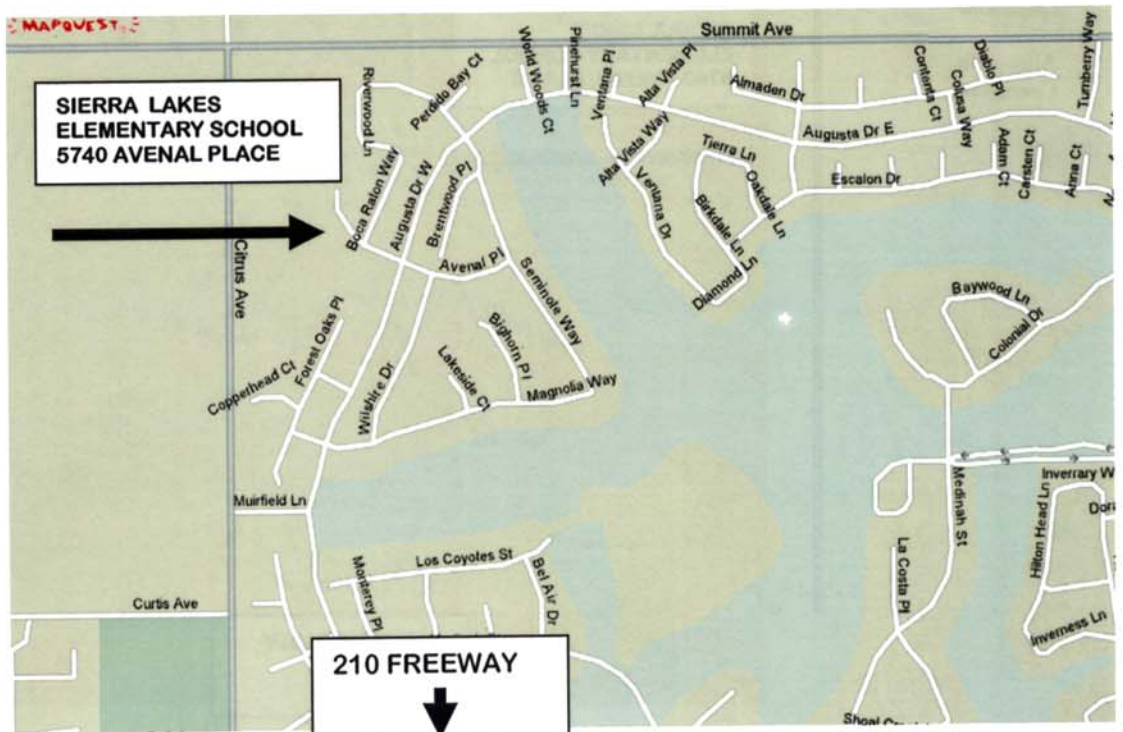 MAPQUEST
Summit Ave
SIERRA LAKES
ELEMENTARY SCHOOL
5740 AVENAL PLACE
Riverwood Ln
Perdido Bay Ct
World Woods Ct
Pinehurst Ln
Ventana Pl
Alta Vista Pl
Almaden Dr
Contenta Ct
Colusa Way
Diablo Pl
Turnberry Way
Augusta Dr E
Boca Raton Way
Augusta Dr W
Brentwood Pl
Alta Vista Way
Ventana Dr
Tierra Ln
Oakdale Ln
Birkdale Ln
Diamond Ln
Escalon Dr
Adam Ct
Carsten Ct
Anna Ct
Citrus Ave
Avenal Pl
Seminole Way
Baywood Ln
Colonial Dr
Forest Oaks Pl
Copperhead Ct
Wilshire Dr
Lakeside Ct
Bighorn Pl
Magnolia Way
Muirfield Ln
Medinah St
Inverrary W
Hilton Head Ln
Dora
La Costa Pl
Inverness Ln
Los Coyotes St
Monterey Pl
Bel Air Dr
Curtis Ave
210 FREEWAY
Shoal Creek